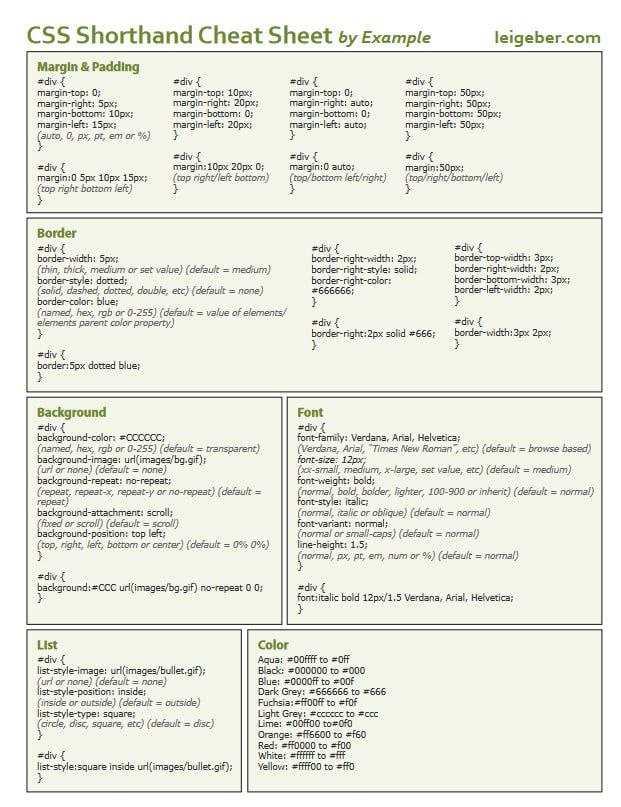 CSS Shorthand Cheat Sheet by Example
leigeber.com
Margin & Padding
#div {
margin-top: 0;
margin-right: 5px;
margin-bottom: 10px;
margin-left: 15px;
(auto, 0, px, pt, em or %)
}
#div {
margin:0 5px 10px 15px;
(top right bottom left)
}
#div {
margin-top: 10px;
margin-right: 20px;
margin-bottom: 0;
margin-left: 20px;
}
#div {
margin:10px 20px 0;
(top right/left bottom)
}
#div {
margin-top: 0;
margin-right: auto;
margin-bottom: 0;
margin-left: auto;
}
#div {
margin:0 auto;
(top/bottom left/right)
}
#div {
margin-top: 50px;
margin-right: 50px;
margin-bottom: 50px;
margin-left: 50px;
}
#div {
margin:50px;
(top/right/bottom/left)
}
Border
#div {
border-width: 5px;
(thin, thick, medium or set value) (default = medium)
border-style: dotted;
(solid, dashed, dotted, double, etc) (default = none)
border-color: blue;
(named, hex, rgb or 0-255) (default = value of elements/
elements parent color property)
}
#div {
border:5px dotted blue;
}
#div {
border-right-width: 2px;
border-right-style: solid;
border-right-color:
#666666;
}
#div {
border-right:2px solid #666;
}
#div {
border-top-width: 3px;
border-right-width: 2px;
border-bottom-width: 3px;
border-left-width: 2px;
}
#div {
border-width:3px 2px;
}
Background
#div {
background-color: #CCCCCC;
(named, hex, rgb or 0-255) (default = transparent)
background-image: url(images/bg.gif);
(url or none) (default = none)
background-repeat: no-repeat;
(repeat, repeat-x, repeat-y or no-repeat) (default =
repeat)
background-attachment: scroll;
(fixed or scroll) (default = scroll)
background-position: top left;
(top, right, left, bottom or center) (default = 0% 0%)
}
#div {
background:#CCC url(images/bg.gif) no-repeat 0 0;
}
Font
#div {
font-family: Verdana, Arial, Helvetica;
(Verdana, Arial, "Times New Roman", etc) (default = browse based)
font-size: 12px;
(xx-small, medium, x-large, set value, etc) (default = medium)
font-weight: bold;
(normal, bold, bolder, lighter, 100-900 or inherit) (default = normal)
font-style: italic;
(normal, italic or oblique) (default = normal)
font-variant: normal;
(normal or small-caps) (default = normal)
line-height: 1.5;
(normal, px, pt, em, num or %) (default = normal)
}
#div {
font:italic bold 12px/1.5 Verdana, Arial, Helvetica;
}
List
#div {
list-style-image: url(images/bullet.gif);
(url or none) (default = none)
list-style-position: inside;
(inside or outside) (default = outside)
list-style-type: square;
(circle, disc, square, etc) (default = disc)
}
#div {
list-style:square inside url(images/bullet.gif);
}
Color
Aqua: #00ffff to #0ff
Black: #000000 to #000
Blue: #0000ff to #00f
Dark Grey: #666666 to #666
Fuchsia:#ff00ff to #f0f
Light Grey: #cccccc to #ccc
Lime: #00ff00 to#0f0
Orange: #ff6600 to #f60
Red: #ff0000 to #f00
White: #ffffff to #fff
Yellow: #ffff00 to #ff0